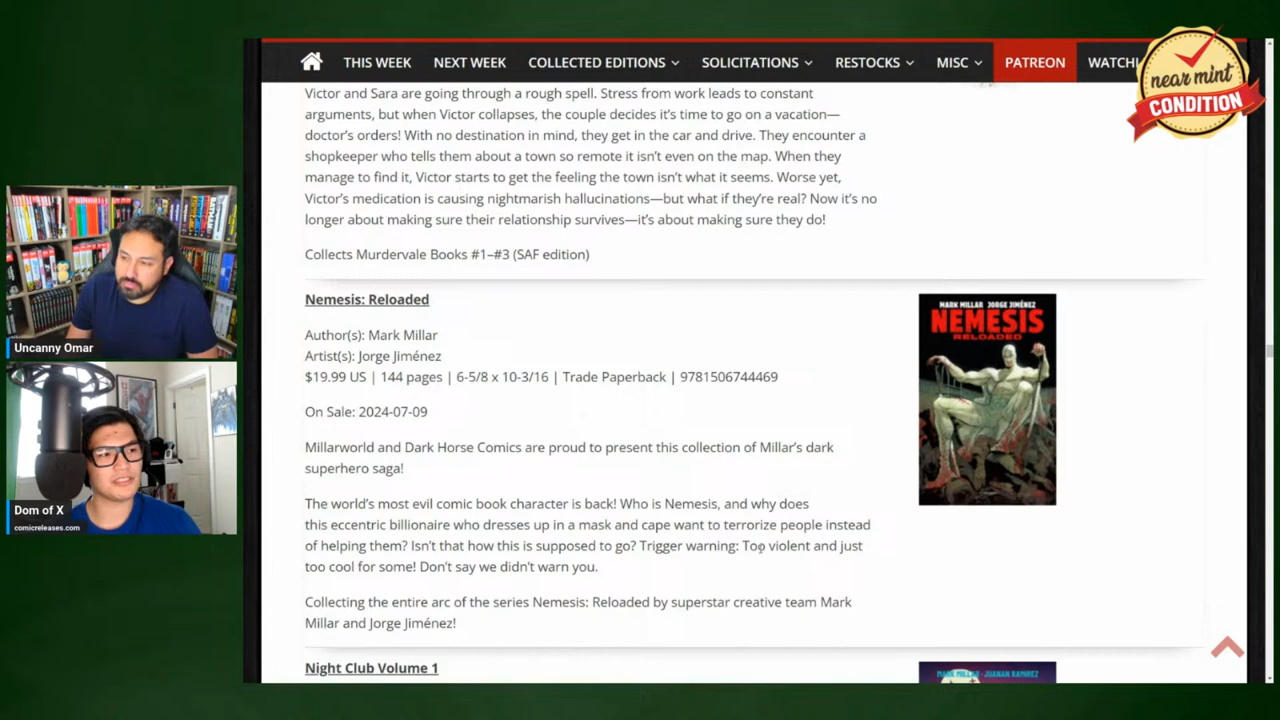 THIS WEEK
NEXT WEEK
COLLECTED EDITIONS
SOLICITATIONS
RESTOCKS
MISC
PATREON
WATCHL
near mint
CONDITION
Victor and Sara are going through a rough spell. Stress from work leads to constant
arguments, but when Victor collapses, the couple decides it's time to go on a vacation—
doctor's orders! With no destination in mind, they get in the car and drive. They encounter a
shopkeeper who tells them about a town so remote it isn't even on the map. When they
manage to find it, Victor starts to get the feeling the town isn't what it seems. Worse yet,
Victor's medication is causing nightmarish hallucinations—but what if they're real? Now it's no
longer about making sure their relationship survives—it's about making sure they do!
Collects Murdervale Books #1–#3 (SAF edition)
Nemesis: Reloaded
Author(s): Mark Millar
Artist(s): Jorge Jiménez
$19.99 US | 144 pages | 6-5/8 x 10-3/16 | Trade Paperback | 9781506744469
On Sale: 2024-07-09
Millarworld and Dark Horse Comics are proud to present this collection of Millar's dark
superhero saga!
The world's most evil comic book character is back! Who is Nemesis, and why does
this eccentric billionaire who dresses up in a mask and cape want to terrorize people instead
of helping them? Isn't that how this is supposed to go? Trigger warning: Too violent and just
too cool for some! Don't say we didn't warn you.
Collecting the entire arc of the series Nemesis: Reloaded by superstar creative team Mark
Millar and Jorge Jiménez!
MARK MILLAR JORGE JIMÉNEZ
NEMESIS
RELOADED
Night Club Volume 1
MARK MILLAR · JUANAN RAMÍREZ
Uncanny Omar
Dom of X
comicreleases.com